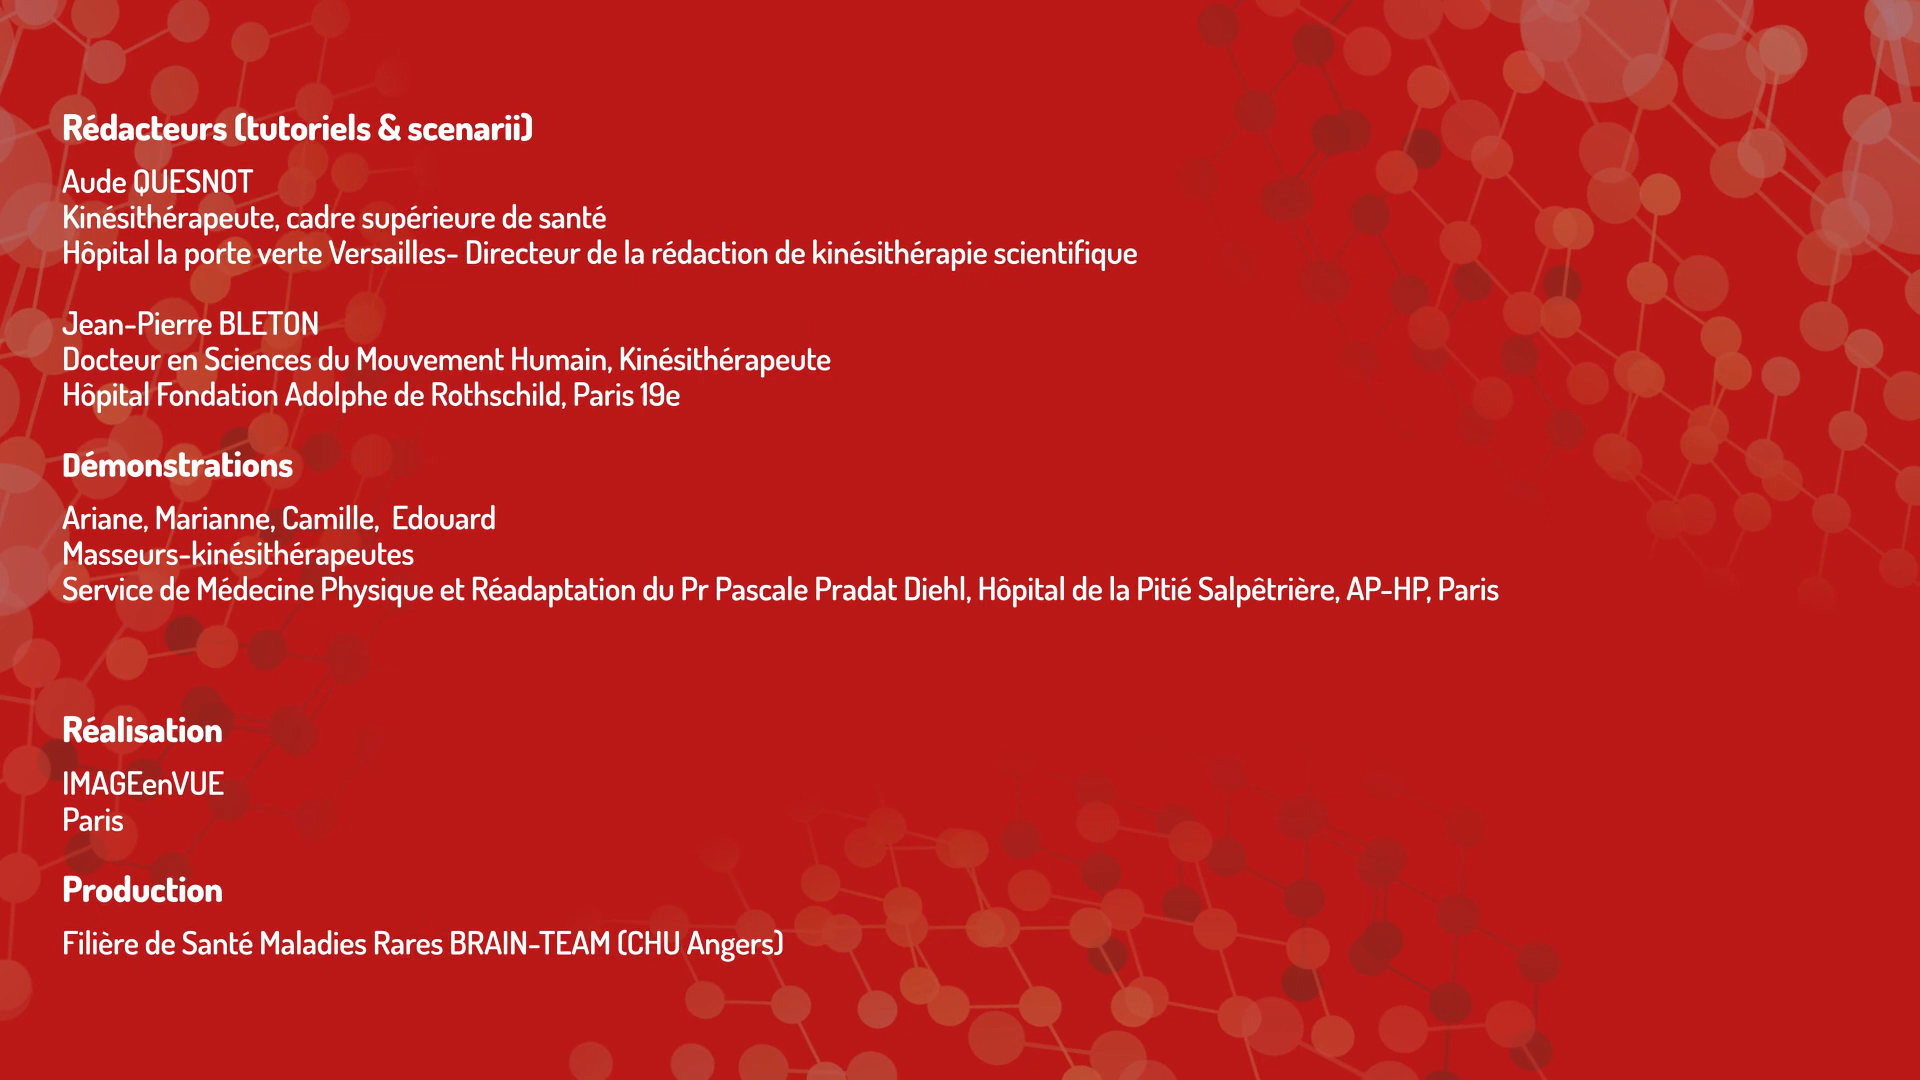 Rédacteurs (tutoriels & scenarii)
Aude QUESNOT
Kinésithérapeute, cadre supérieure de santé
Hôpital la porte verte Versailles- Directeur de la rédaction de kinésithérapie scientifique
Jean-Pierre BLETON
Docteur en Sciences du Mouvement Humain, Kinésithérapeute
Hôpital Fondation Adolphe de Rothschild, Paris 19e
Démonstrations
Ariane, Marianne, Camille,  Edouard
Masseurs-kinésithérapeutes
Service de Médecine Physique et Réadaptation du Pr Pascale Pradat Diehl, Hôpital de la Pitié Salpêtrière, AP-HP, Paris
Réalisation
IMAGEenVUE
Paris
Production
Filière de Santé Maladies Rares BRAIN-TEAM (CHU Angers)